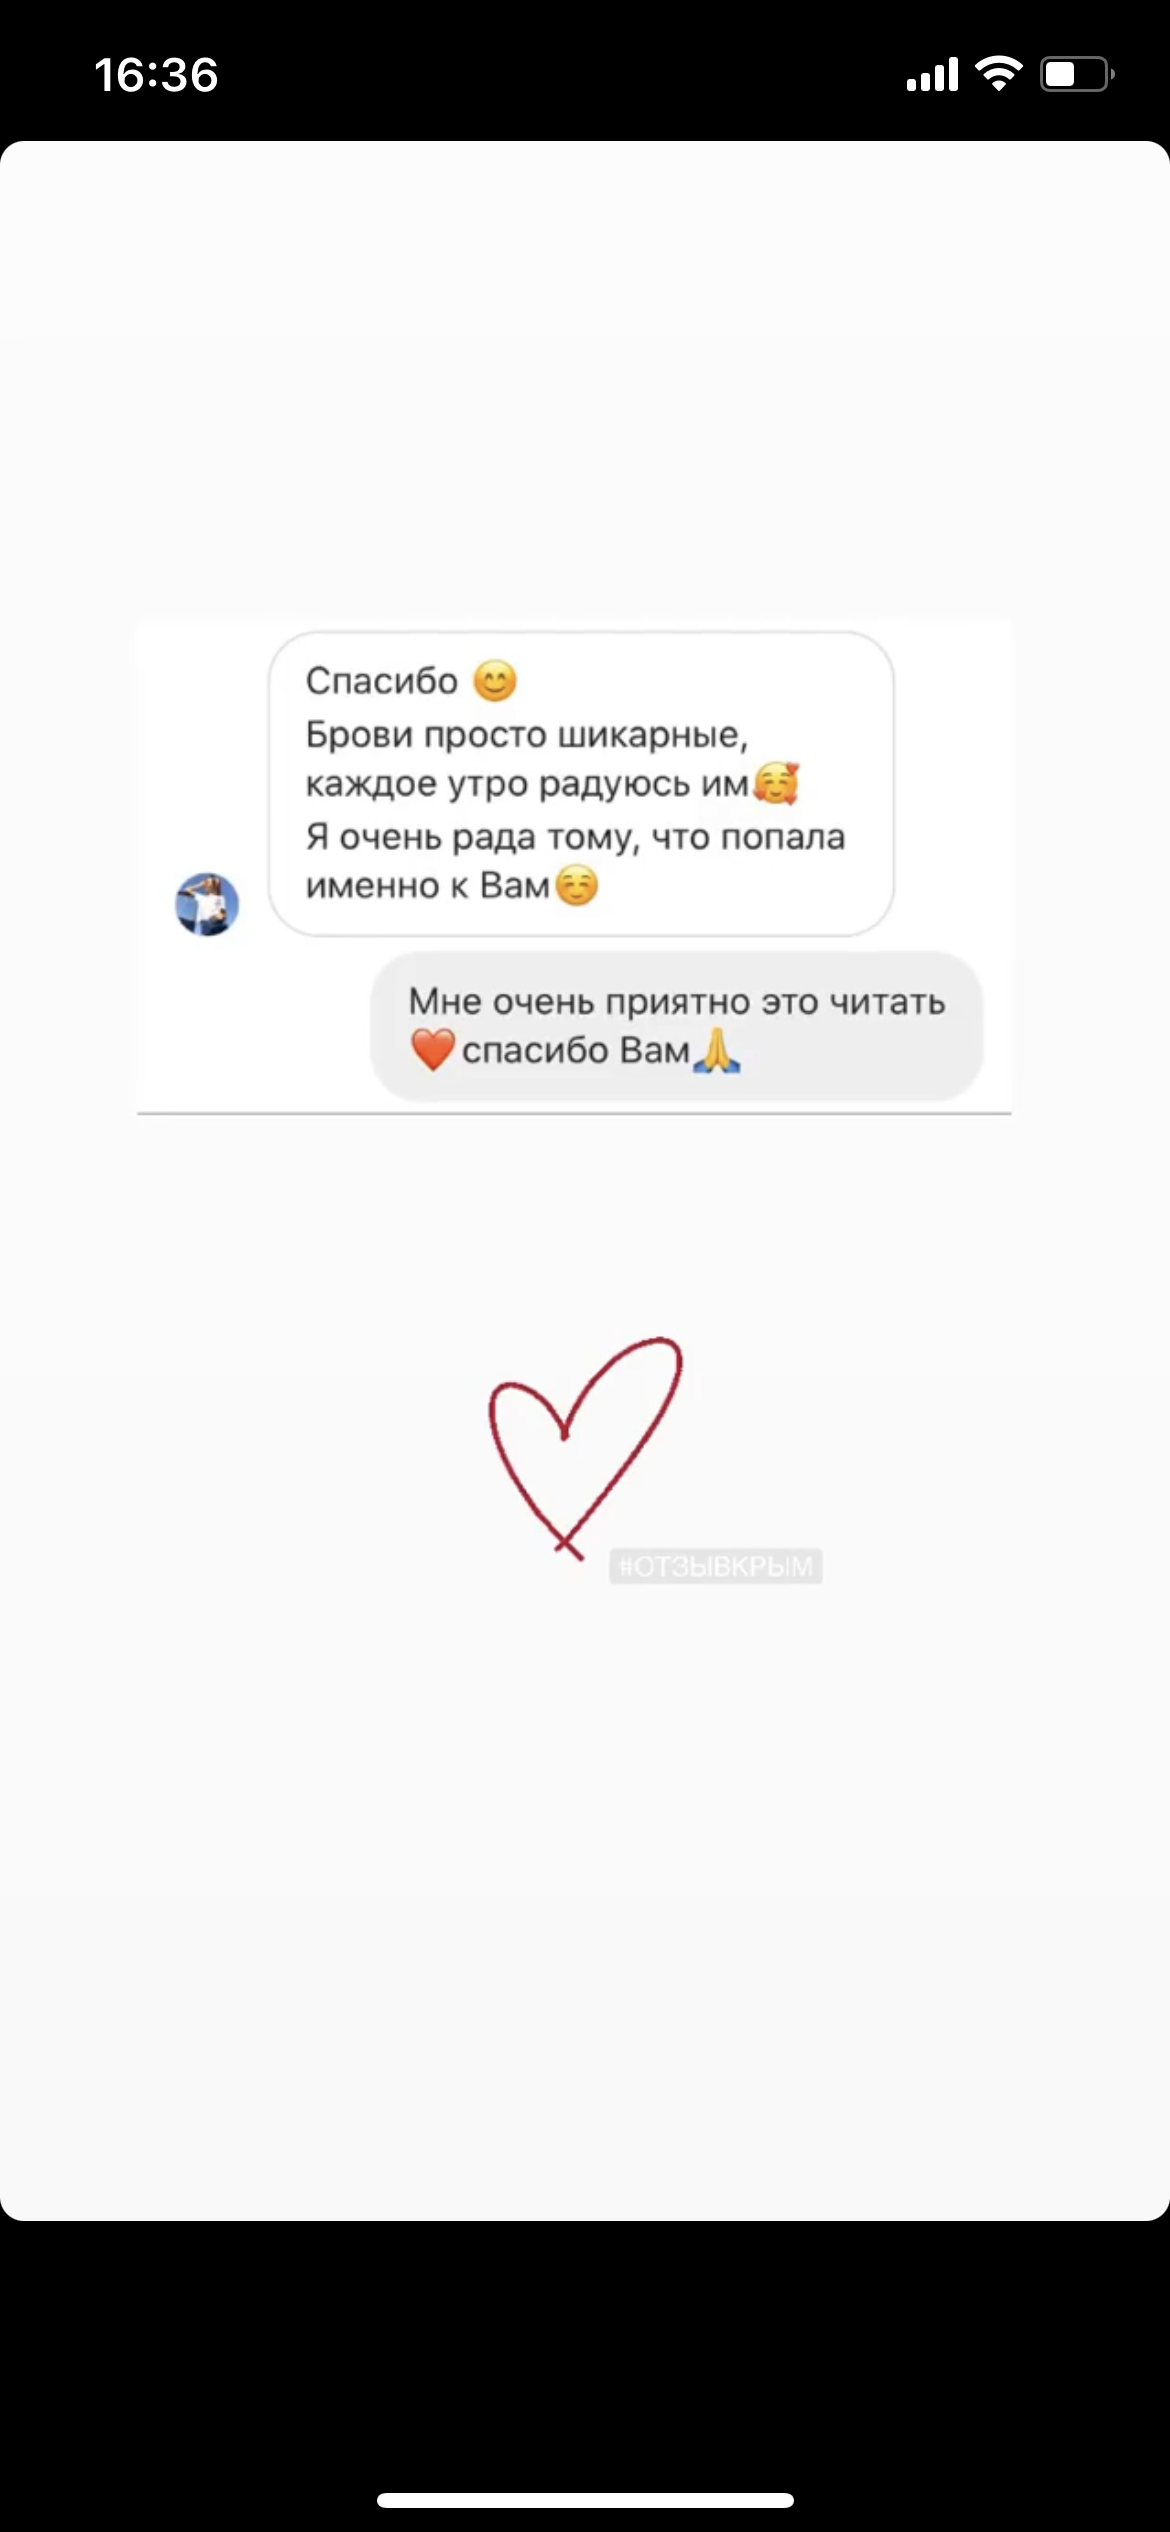 16:36
Спасибо 😊
Брови просто шикарные,
каждое утро радуюсь им🥰
Я очень рада тому, что попала
именно к Вам☺️
Мне очень приятно это читать
❤️спасибо Вам🙏
#ОТЗЫВКРЫМ